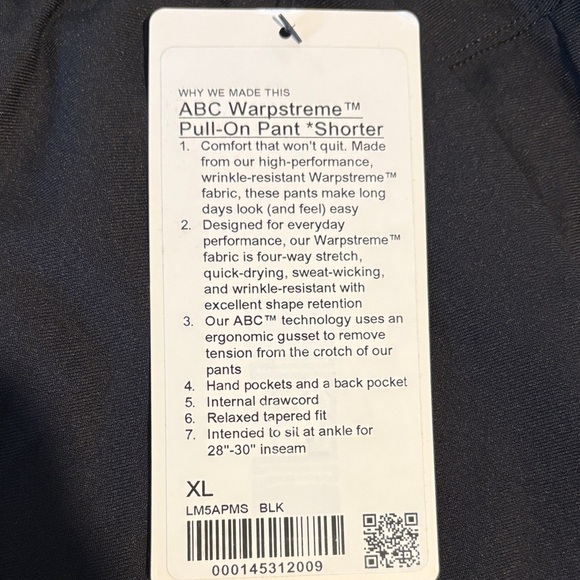 WHY WE MADE THIS
ABC Warpstreme™
Pull-On Pant *Shorter
1. Comfort that won't quit. Made
from our high-performance,
wrinkle-resistant Warpstreme™
fabric, these pants make long
days look (and feel) easy
2. Designed for everyday
performance, our Warpstreme™
fabric is four-way stretch,
quick-drying, sweat-wicking,
and wrinkle-resistant with
excellent shape retention
3. Our ABC™ technology uses an
ergonomic gusset to remove
tension from the crotch of our
pants
4. Hand pockets and a back pocket
5. Internal drawcord
6. Relaxed tapered fit
7. Intended to sit at ankle for
28"-30" inseam
XL
LM5APMS BLK
000145312009